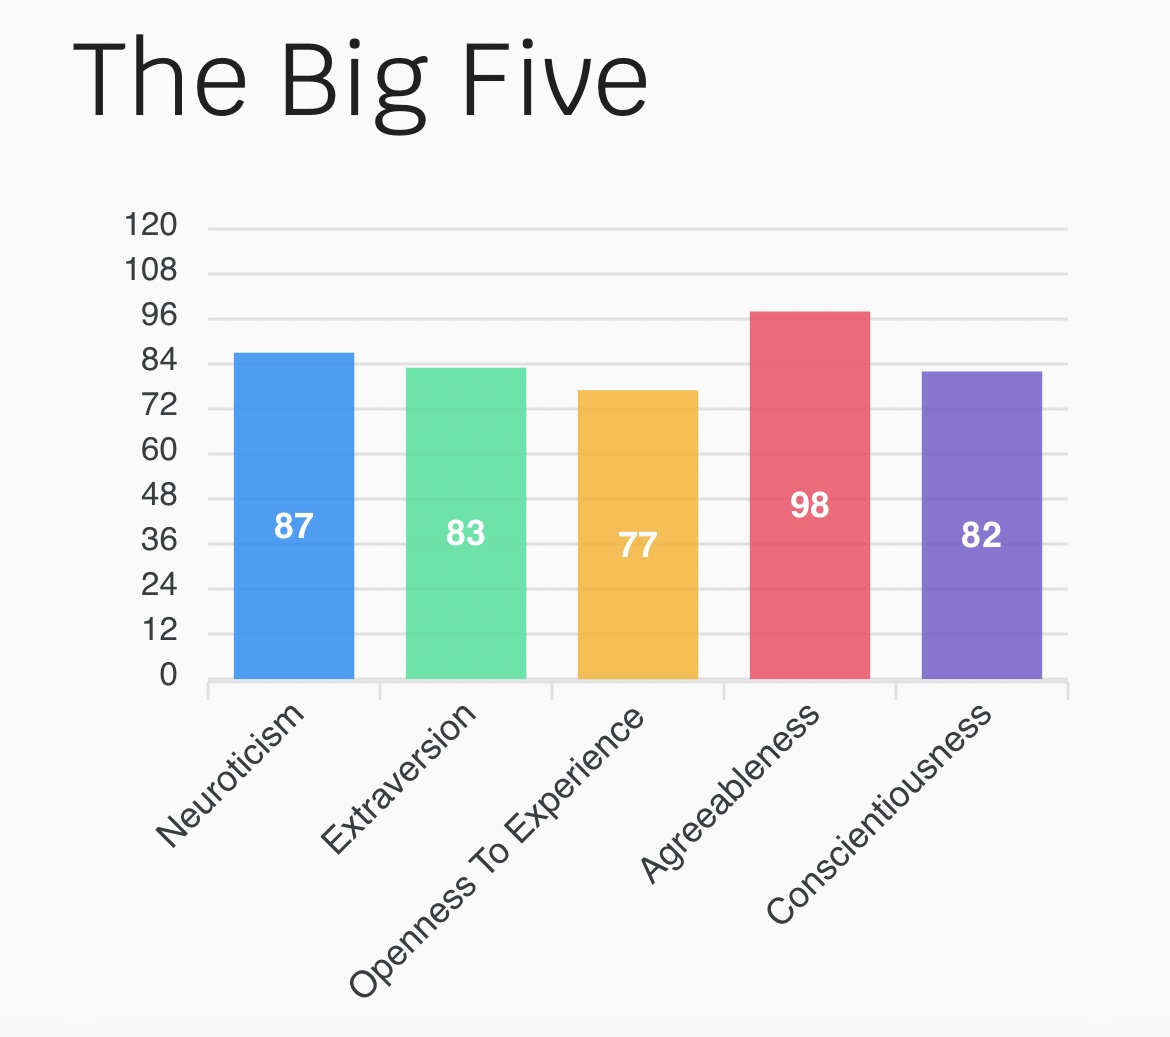 The Big Five
120
108
96
84
72
60
48
36
24
12
0
87
83
77
98
82
Neuroticism
Extraversion
Openness To Experience
Agreeableness
Conscientiousness